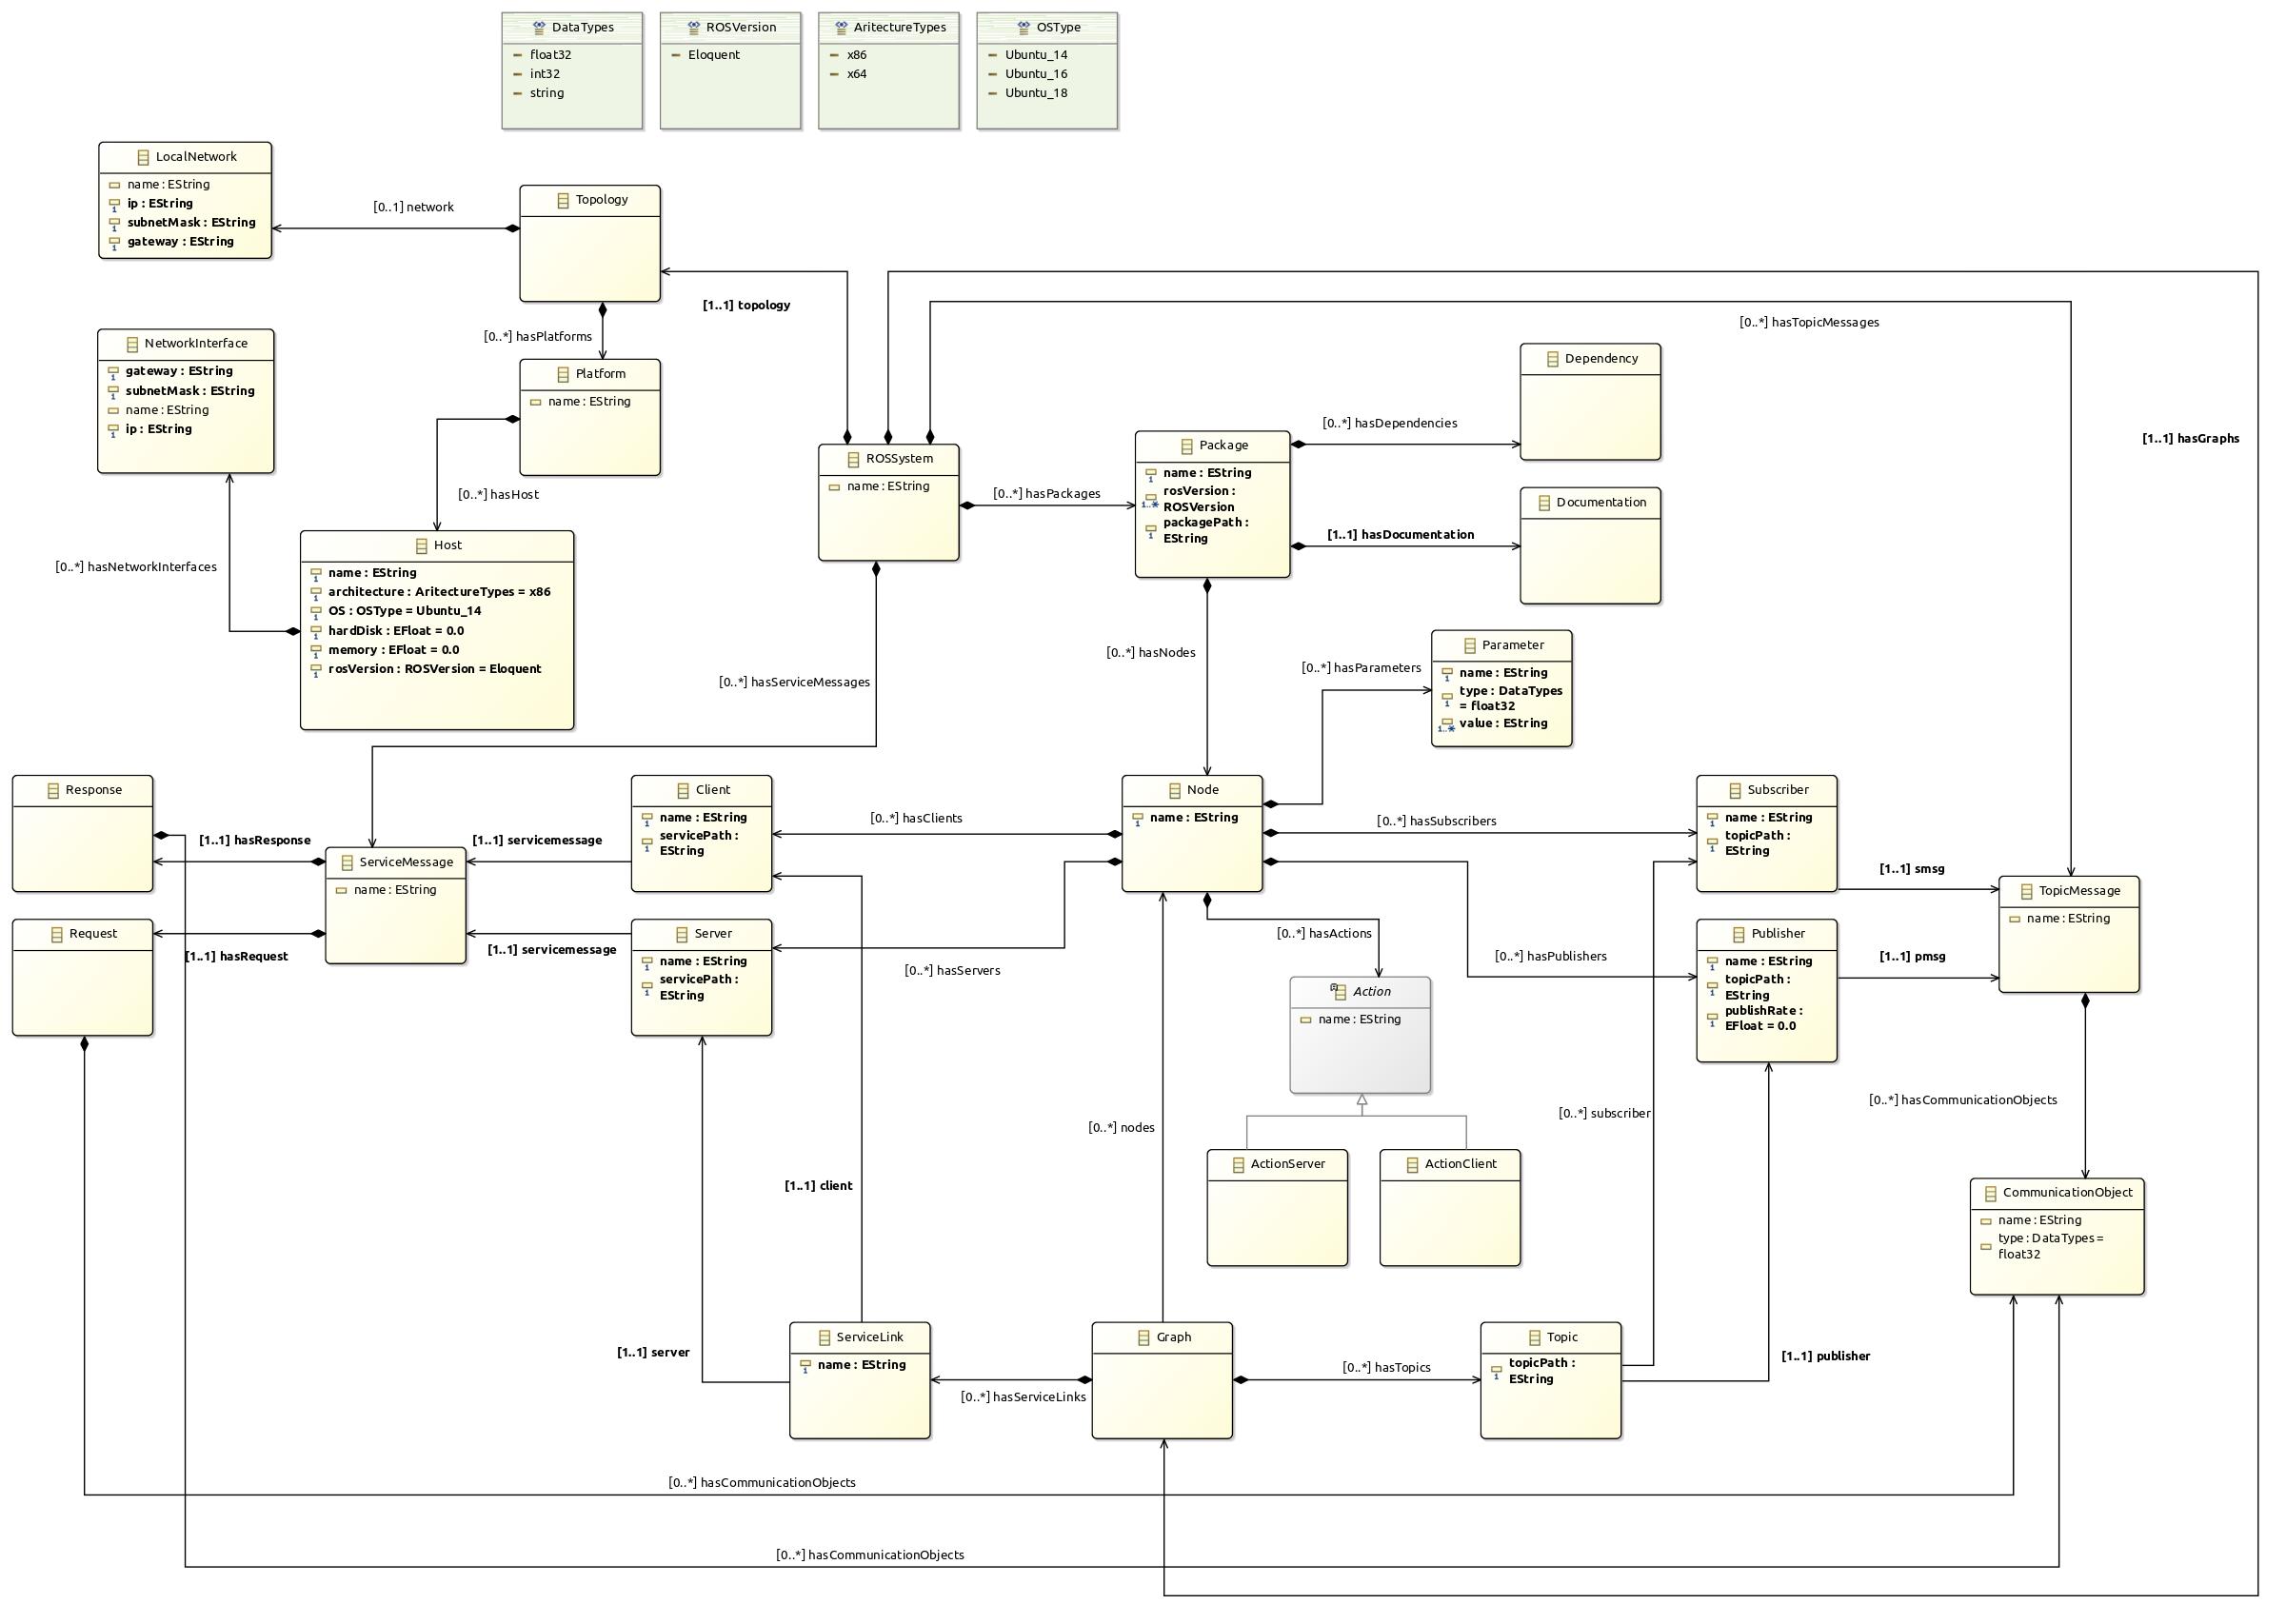 DataTypes
float32
int32
string
ROSVersion
Eloquent
AritectureTypes
x86
x64
OSType
Ubuntu_14
Ubuntu_16
Ubuntu_18
LocalNetwork
name : EString
ip : EString
subnetMask : EString
gateway : EString
[0..1] network
Topology
[1..1] topology
[0..*] hasPlatforms
[0..*] hasTopicMessages
NetworkInterface
gateway : EString
subnetMask : EString
name : EString
ip : EString
Platform
name : EString
Dependency
[0..*] hasDependencies
[1..1] hasGraphs
ROSSystem
name : EString
[0..*] hasPackages
Package
name : EString
1..*
rosVersion :
ROSVersion
packagePath :
EString
[0..*] hasHost
Documentation
[1..1] hasDocumentation
[0..*] hasNetworkInterfaces
Host
name : EString
architecture : AritectureTypes = x86
OS : OSType = Ubuntu_14
hardDisk : EFloat = 0.0
memory : EFloat = 0.0
rosVersion : ROSVersion = Eloquent
[0..*] hasServiceMessages
[0..*] hasNodes
[0..*] hasParameters
Parameter
name : EString
type : DataTypes
= float32
1..*
value : EString
Response
[1..1] hasResponse
[1..1] servicemessage
Client
name : EString
servicePath :
EString
[0..*] hasClients
Node
name : EString
[0..*] hasSubscribers
Subscriber
name : EString
topicPath :
EString
[1..1] smsg
ServiceMessage
name : EString
TopicMessage
name : EString
Request
[1..1] hasRequest
[1..1] servicemessage
Server
name : EString
servicePath :
EString
[0..*] hasServers
[0..*] hasActions
[0..*] hasPublishers
Publisher
name : EString
topicPath :
EString
publishRate :
EFloat = 0.0
[1..1] pmsg
Action
name : EString
[0..*] nodes
[0..*] subscriber
[0..*] hasCommunicationObjects
ActionServer
ActionClient
[1..1] client
CommunicationObject
name : EString
type : DataTypes =
float32
[1..1] server
ServiceLink
name : EString
Graph
[0..*] hasServiceLinks
[0..*] hasTopics
Topic
topicPath :
EString
[1..1] publisher
[0..*] hasCommunicationObjects
[0..*] hasCommunicationObjects